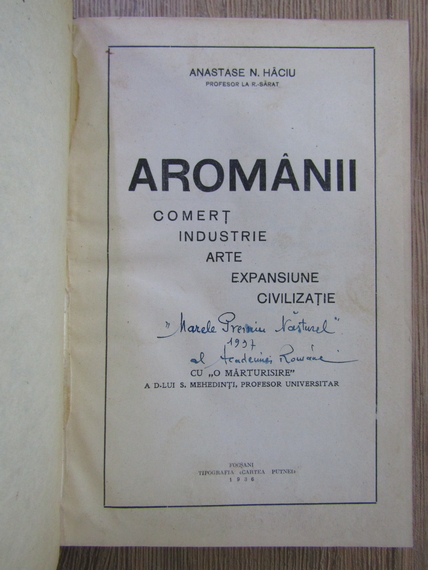 ANASTASE N. HÂCIU
PROFESOR LA R.-SĂRAT
AROMÂNII
COMERȚ
INDUSTRIE
ARTE
EXPANSIUNE
CIVILIZAȚIE
"Marele Premiu Năsturel"
1937
al Academiei Române
CU „O MĂRTURISIRE"
A D-LUI S. MEHEDINȚI, PROFESOR UNIVERSITAR
FOCȘANI
TIPOGRAFIA «CARTEA PUTNEI»
1936